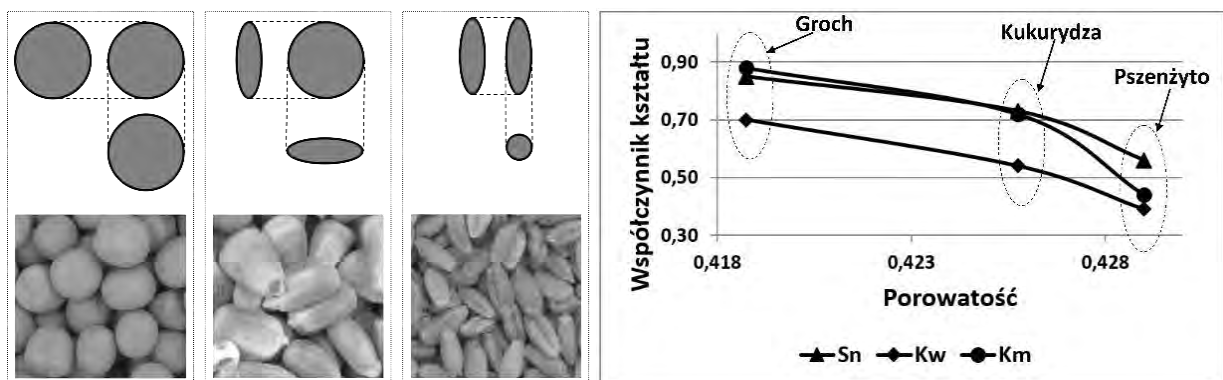 Groch
Kukurydza
Pszenżyto
Współczynnik kształtu
0,90
0,70
0,50
0,30
0,418
0,423
0,428
Porowatość
Sn
Kw
Km